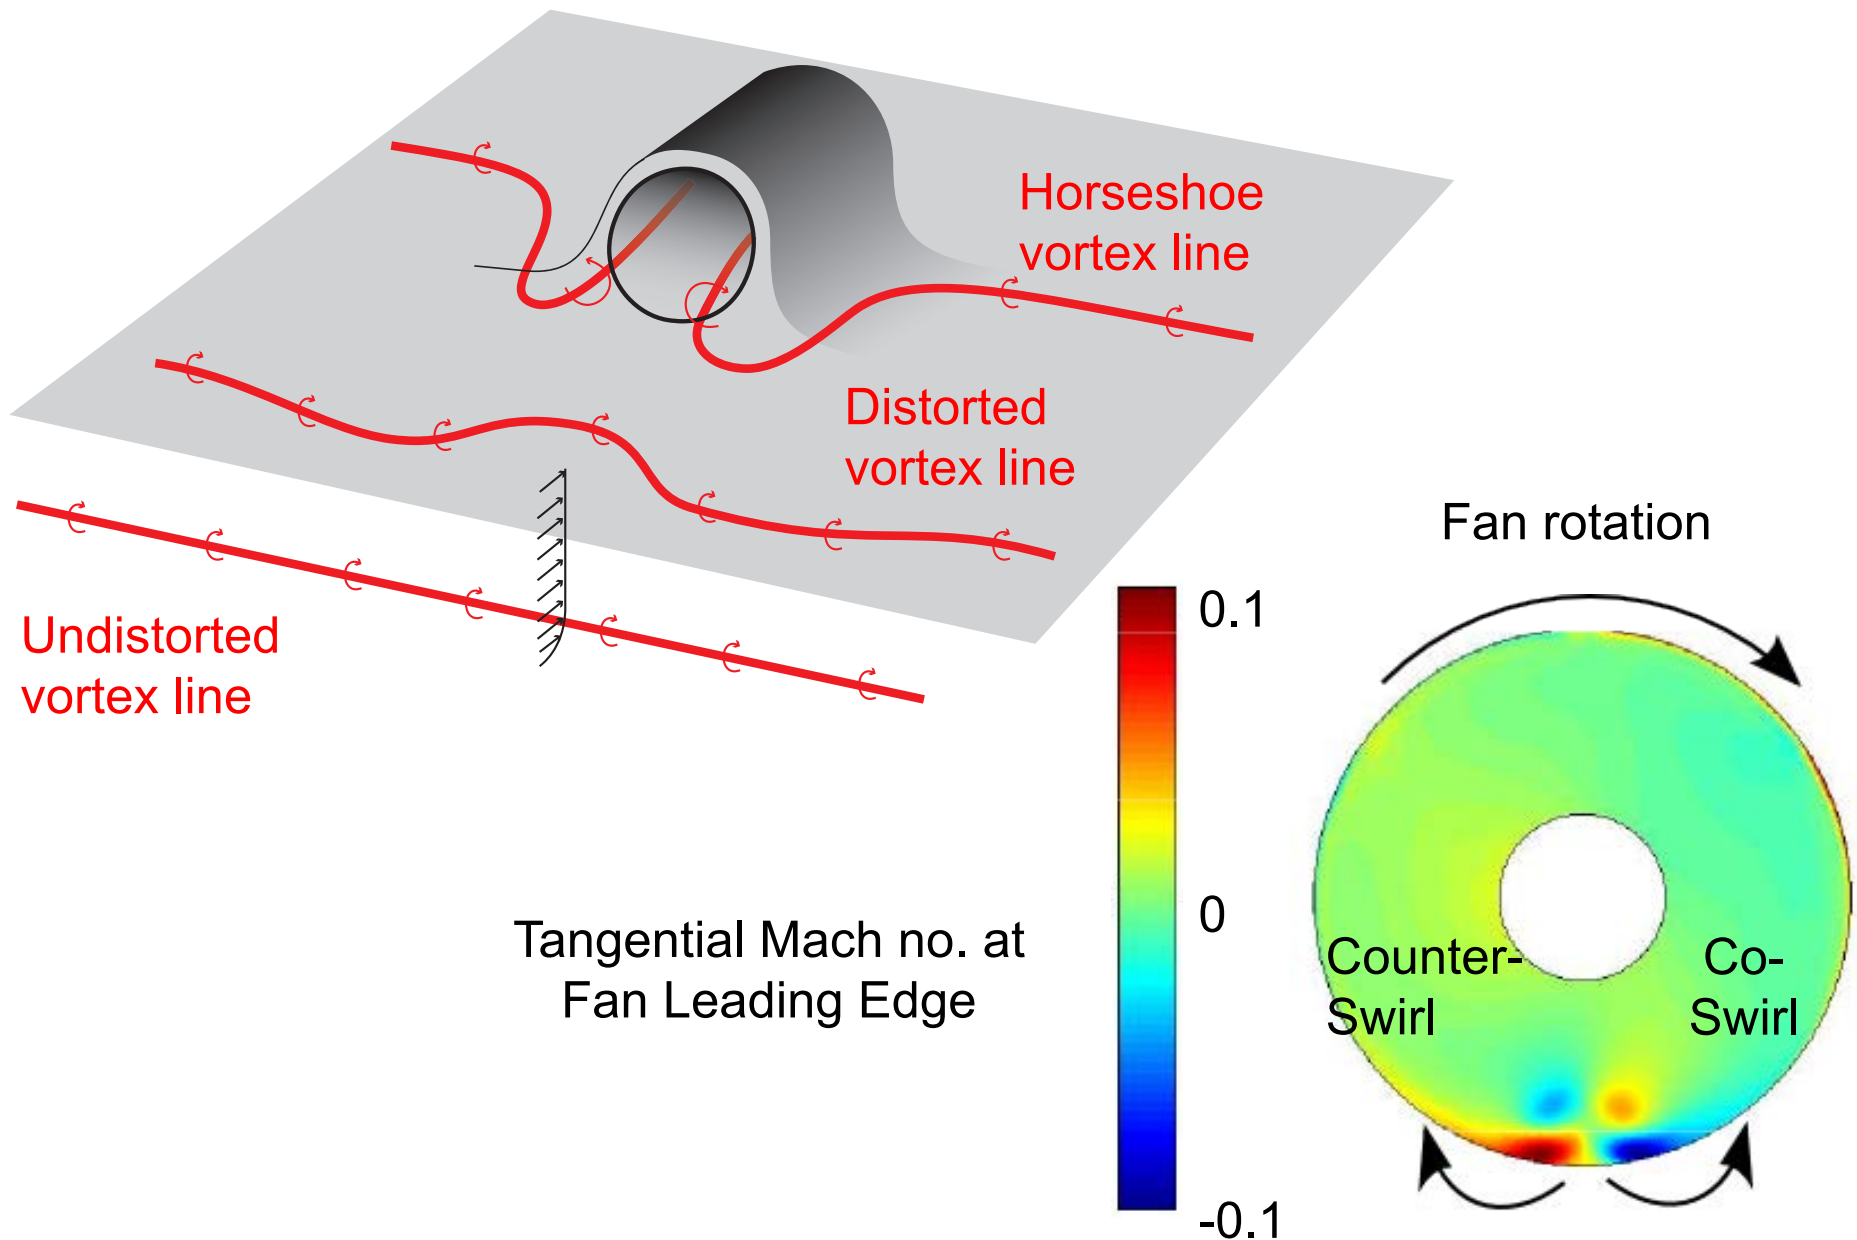 Horseshoe
vortex line
Distorted
vortex line
Undistorted
vortex line
Fan rotation
0.1
0
-0.1
Tangential Mach no. at
Fan Leading Edge
Counter-
Swirl
Co-
Swirl